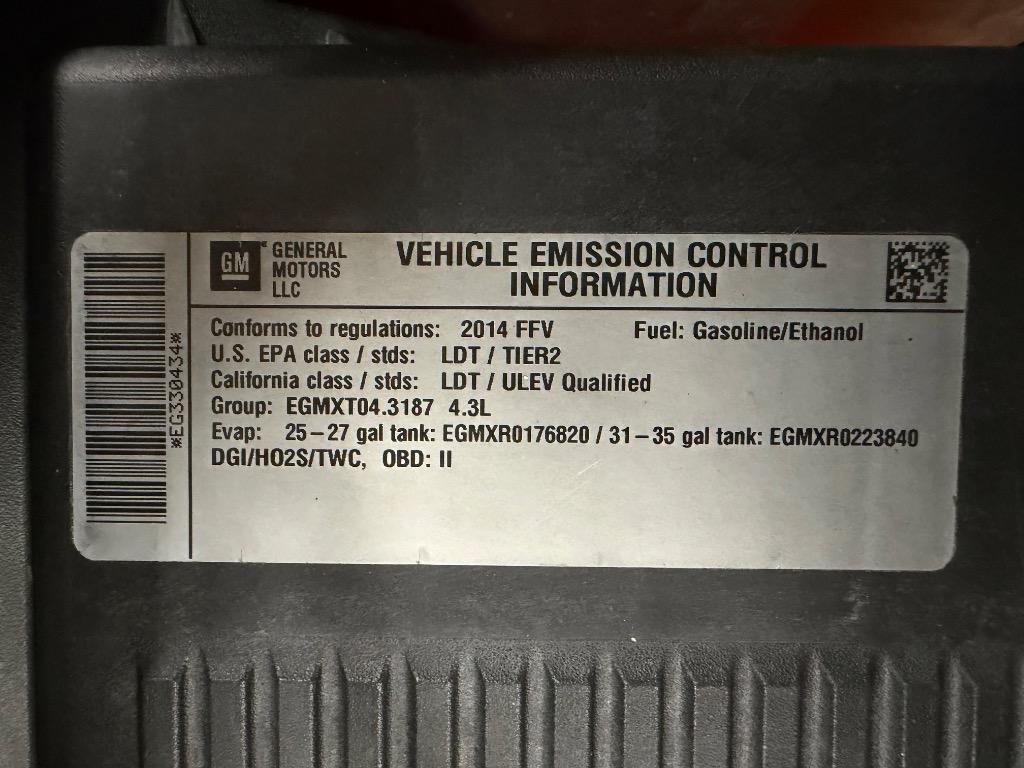 *EG330434*
GM
GENERAL
MOTORS
LLC
VEHICLE EMISSION CONTROL
INFORMATION
Conforms to regulations: 2014 FFV Fuel: Gasoline/Ethanol
U.S. EPA class / stds: LDT / TIER2
California class / stds: LDT / ULEV Qualified
Group: EGMXT04.3187 4.3L
Evap: 25–27 gal tank: EGMXR0176820 / 31–35 gal tank: EGMXR0223840
DGI/HO2S/TWC, OBD: II